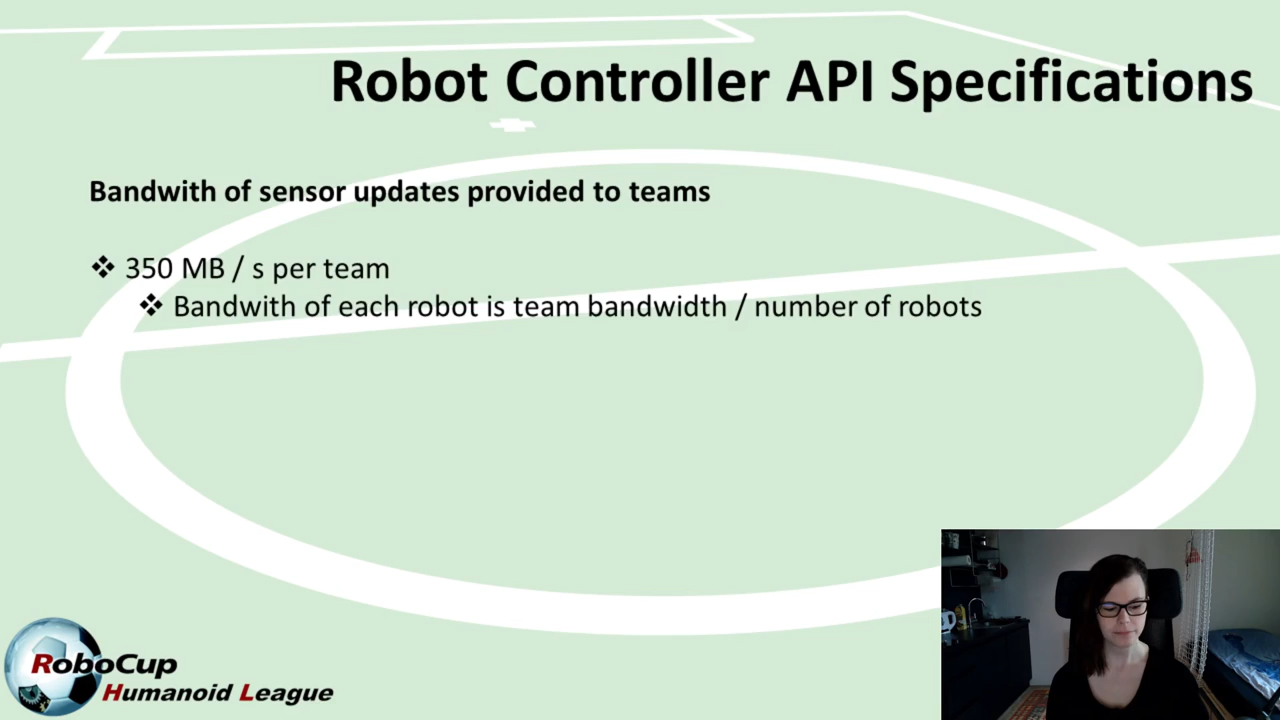 Robot Controller API Specifications
Bandwith of sensor updates provided to teams
❖ 350 MB / s per team
❖ Bandwith of each robot is team bandwidth / number of robots
RoboCup
Humanoid League